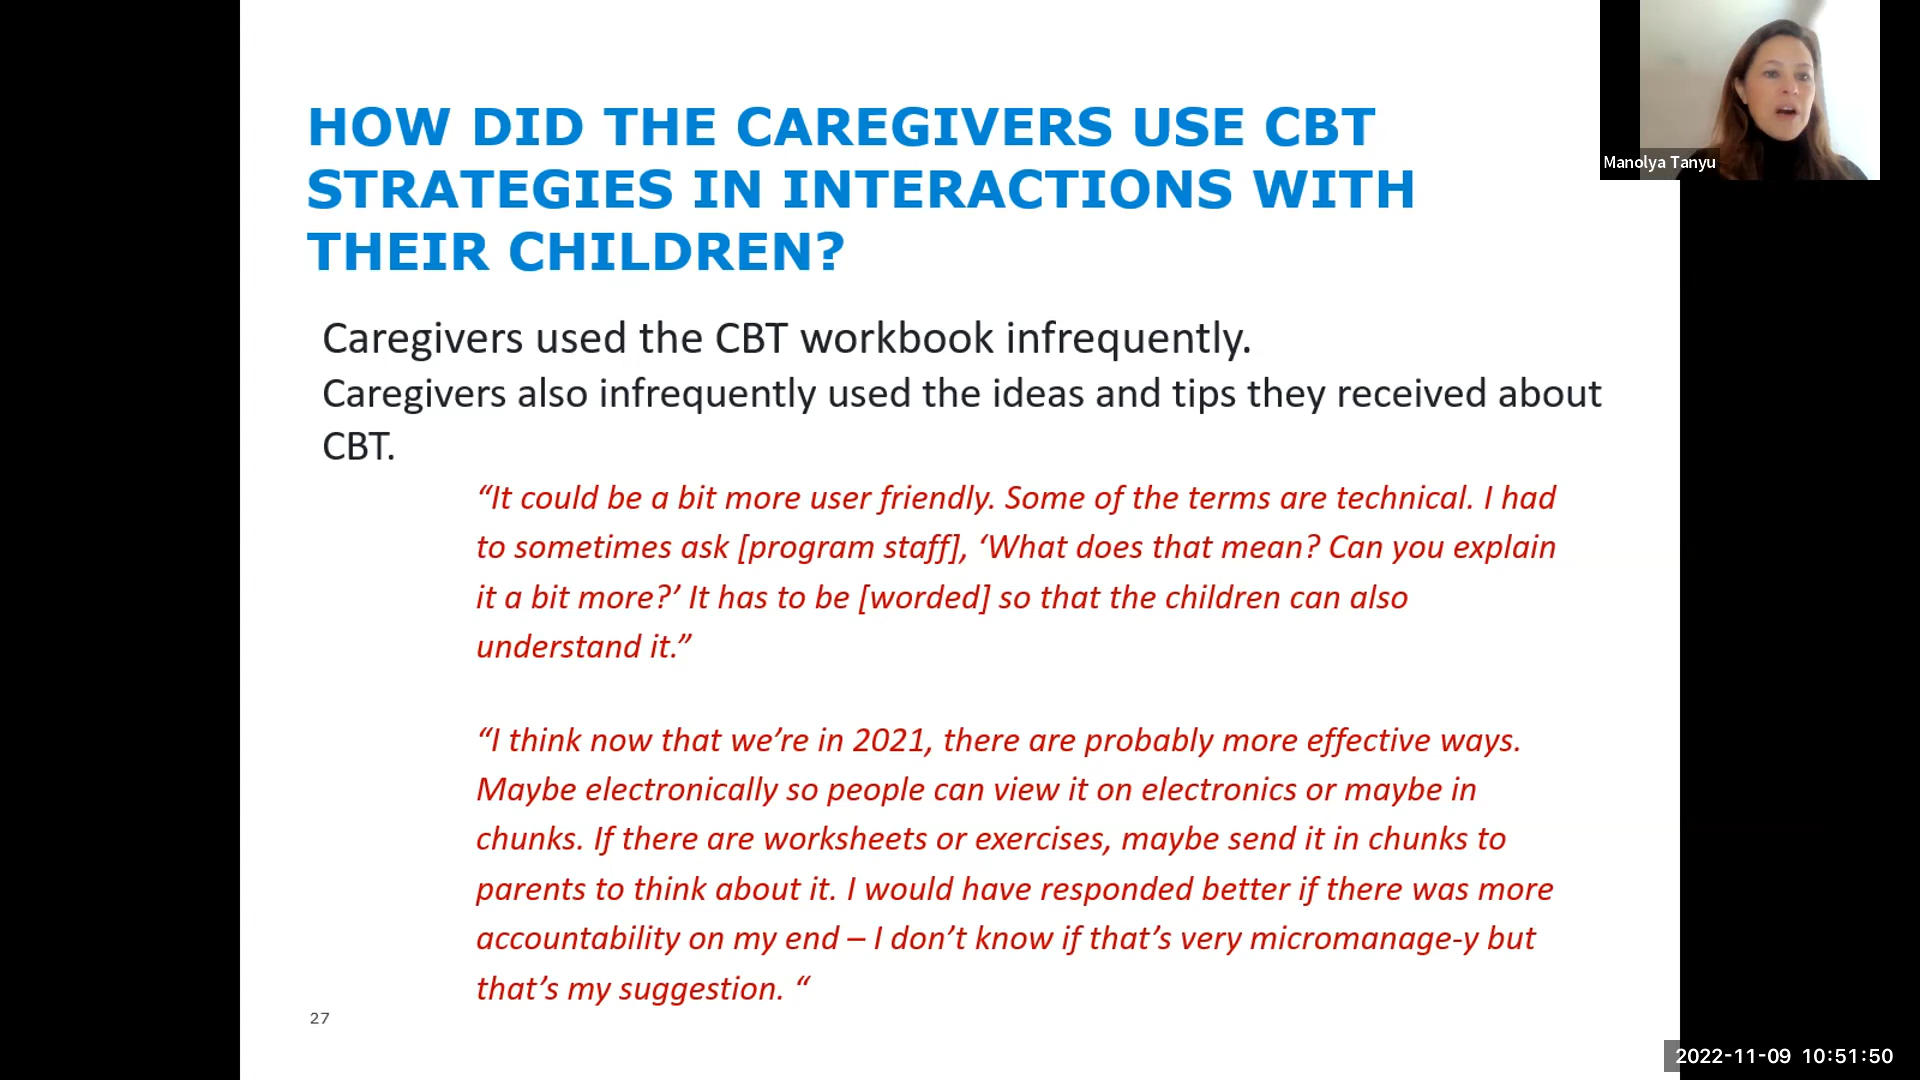 HOW DID THE CAREGIVERS USE CBT
STRATEGIES IN INTERACTIONS WITH
THEIR CHILDREN?
Manolya Tanyu
Caregivers used the CBT workbook infrequently.
Caregivers also infrequently used the ideas and tips they received about
CBT.
“It could be a bit more user friendly. Some of the terms are technical. I had
to sometimes ask [program staff], ‘What does that mean? Can you explain
it a bit more?’ It has to be [worded] so that the children can also
understand it.”
“I think now that we’re in 2021, there are probably more effective ways.
Maybe electronically so people can view it on electronics or maybe in
chunks. If there are worksheets or exercises, maybe send it in chunks to
parents to think about it. I would have responded better if there was more
accountability on my end – I don’t know if that’s very micromanage-y but
that’s my suggestion. “
27
2022-11-09 10:51:50